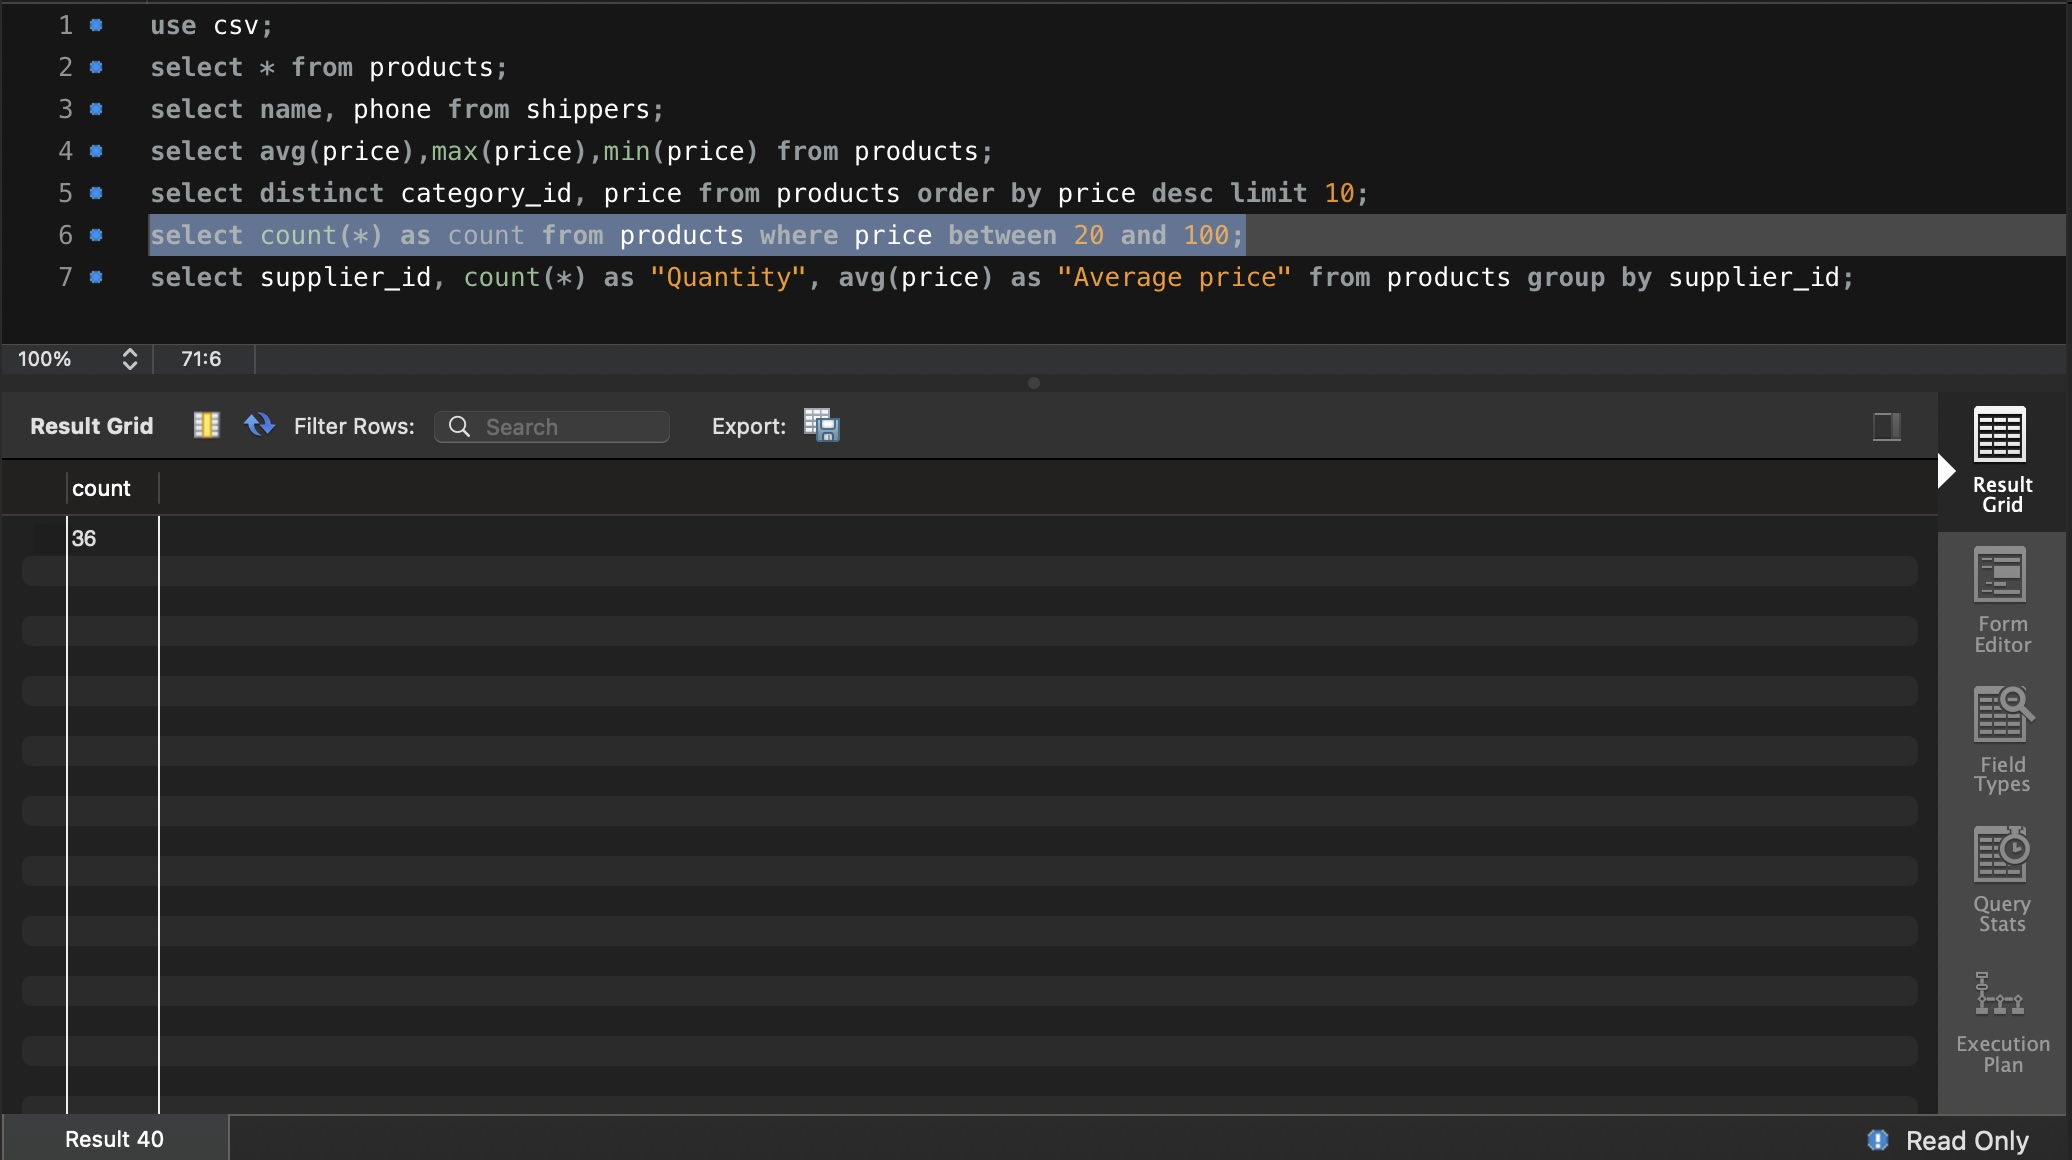 1 use csv;
2 select * from products;
3 select name, phone from shippers;
4 select avg(price),max(price),min(price) from products;
5 select distinct category_id, price from products order by price desc limit 10;
6 select count(*) as count from products where price between 20 and 100;
7 select supplier_id, count(*) as "Quantity", avg(price) as "Average price" from products group by supplier_id;
100% 71:6
Result Grid Filter Rows: Search Export:
count
36
Result
Grid
Form
Editor
Field
Types
Query
Stats
Execution
Plan
Result 40 Read Only